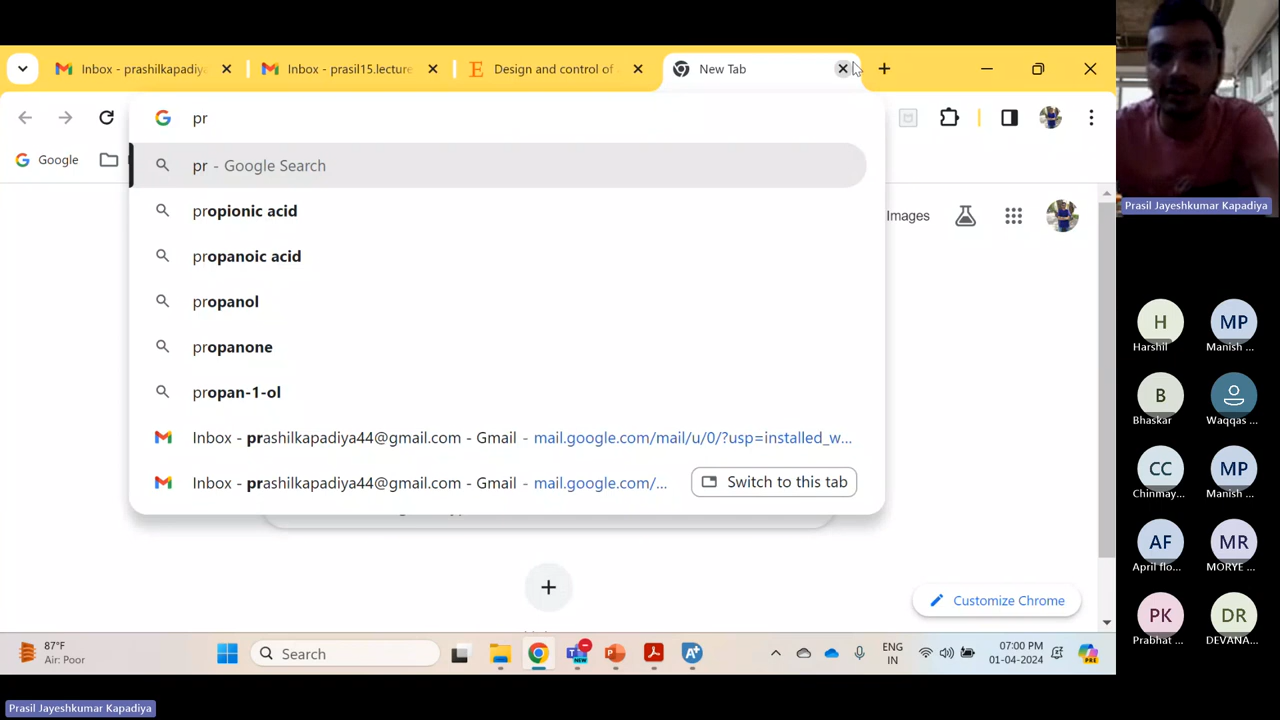 Inbox - prashilkapadiya
Inbox - prasil15.lecture
Design and control of
New Tab
pr
Google
pr - Google Search
propionic acid
Images
propanoic acid
propanol
propanone
propan-1-ol
Inbox - prashilkapadiya44@gmail.com - Gmail - mail.google.com/mail/u/0/?usp=installed_w...
Inbox - prashilkapadiya44@gmail.com - Gmail - mail.google.com/...
Switch to this tab
Customize Chrome
87°F
Air: Poor
Search
NEW
ENG
IN
07:00 PM
01-04-2024
PRE
Prasil Jayeshkumar Kapadiya
H
Harshil
MP
Manish ...
B
Bhaskar
Waqqas ...
CC
Chinmay...
MP
Manish ...
AF
April flo...
MR
MORYE ...
PK
Prabhat ...
DR
DEVANA...
Prasil Jayeshkumar Kapadiya